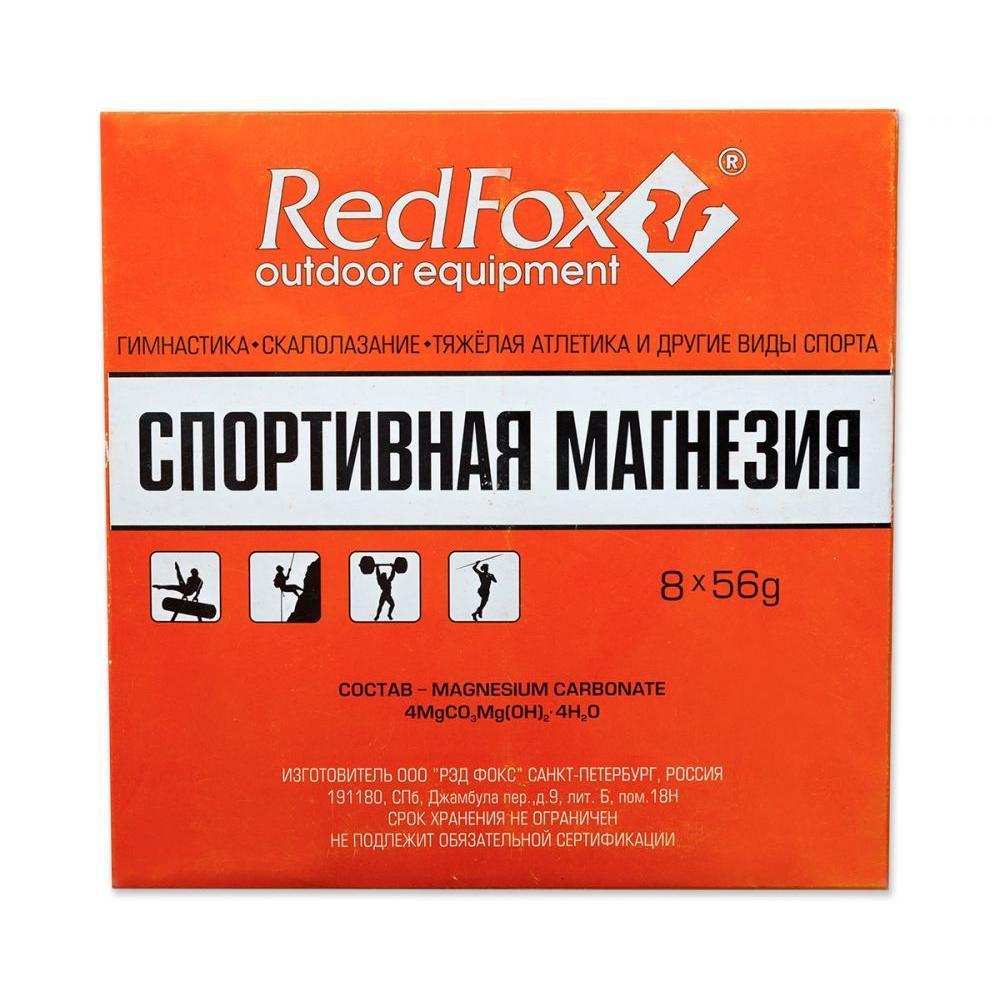 RedFox ®
outdoor equipment
ГИМНАСТИКА•СКАЛОЛАЗАНИЕ•ТЯЖЁЛАЯ АТЛЕТИКА И ДРУГИЕ ВИДЫ СПОРТА
СПОРТИВНАЯ МАГНЕЗИЯ
8 x 56g
СОСТАВ – MAGNESIUM CARBONATE
4MgCO₃Mg(OH)₂·4H₂O
ИЗГОТОВИТЕЛЬ ООО "РЭД ФОКС" САНКТ-ПЕТЕРБУРГ, РОССИЯ
191180, СПб, Джамбула пер.,д.9, лит. Б, пом.18Н
СРОК ХРАНЕНИЯ НЕ ОГРАНИЧЕН
НЕ ПОДЛЕЖИТ ОБЯЗАТЕЛЬНОЙ СЕРТИФИКАЦИИ